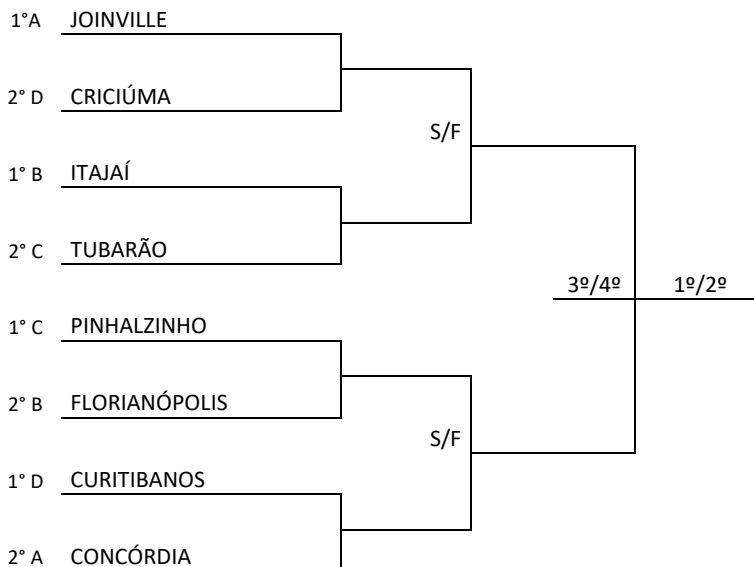 1°A JOINVILLE
2° D CRICIÚMA
S/F
1° B ITAJAÍ
2° C TUBARÃO
3º/4º 1º/2º
1° C PINHALZINHO
2° B FLORIANÓPOLIS
S/F
1° D CURITIBANOS
2° A CONCÓRDIA